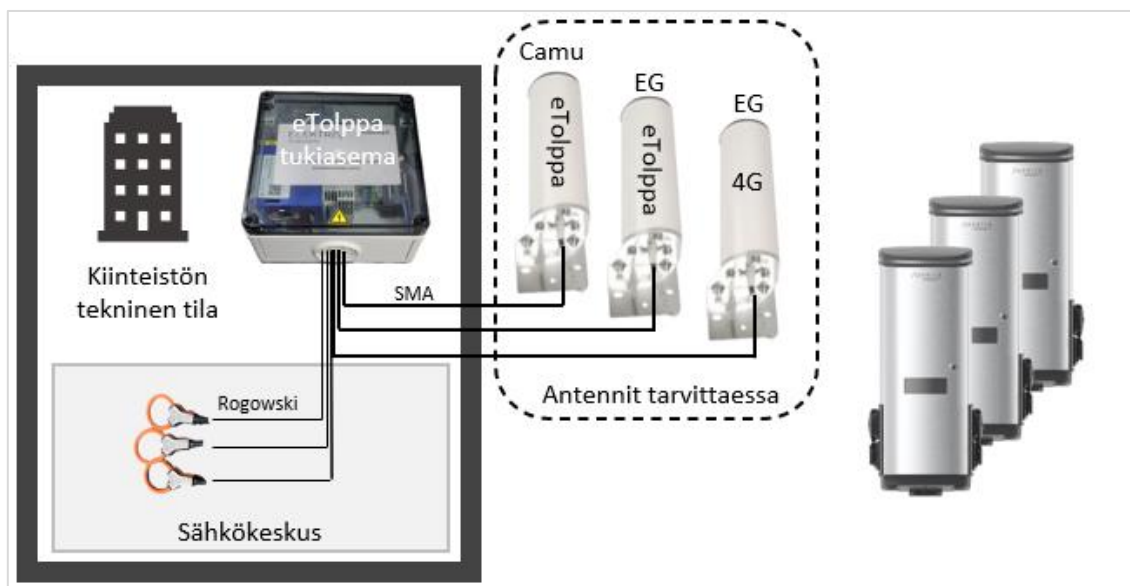 Camu
EG
EG
eTolppa
tukiasema
eTolppa
eTolppa
4G
Kiinteistön
tekninen tila
SMA
Rogowski
Antennit tarvittaessa
Sähkökeskus